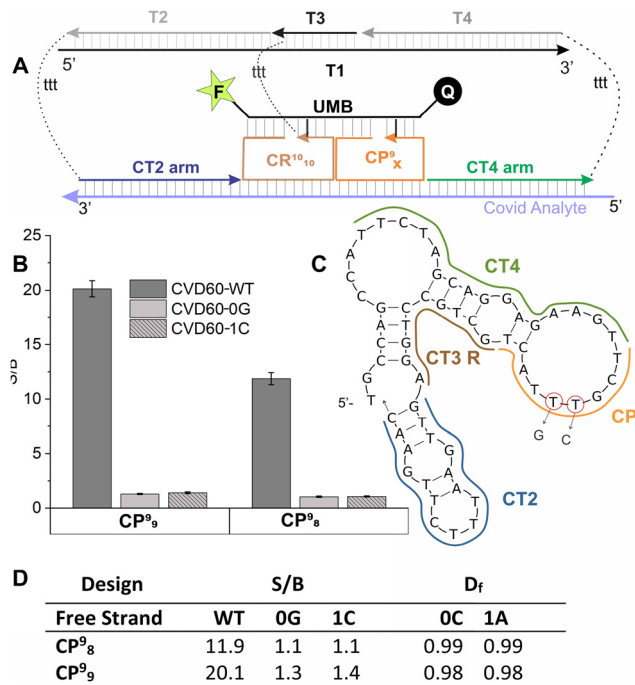 T2 T3 T4
5' 3'
A ttt ttt T1 ttt
F UMB Q
CR¹⁰₁₀ CP⁹ₓ
CT2 arm CT4 arm
3' 5'
Covid Analyte
B
25
20
15
10
5
0
S/B
CVD60-WT
CVD60-0G
CVD60-1C
CP⁹₉ CP⁹₈
C
CT4
CT3 R
CP
CT2
5'-
G C
D
Design S/B Df
Free Strand WT 0G 1C 0C 1A
CP⁹₈ 11.9 1.1 1.1 0.99 0.99
CP⁹₉ 20.1 1.3 1.4 0.98 0.98